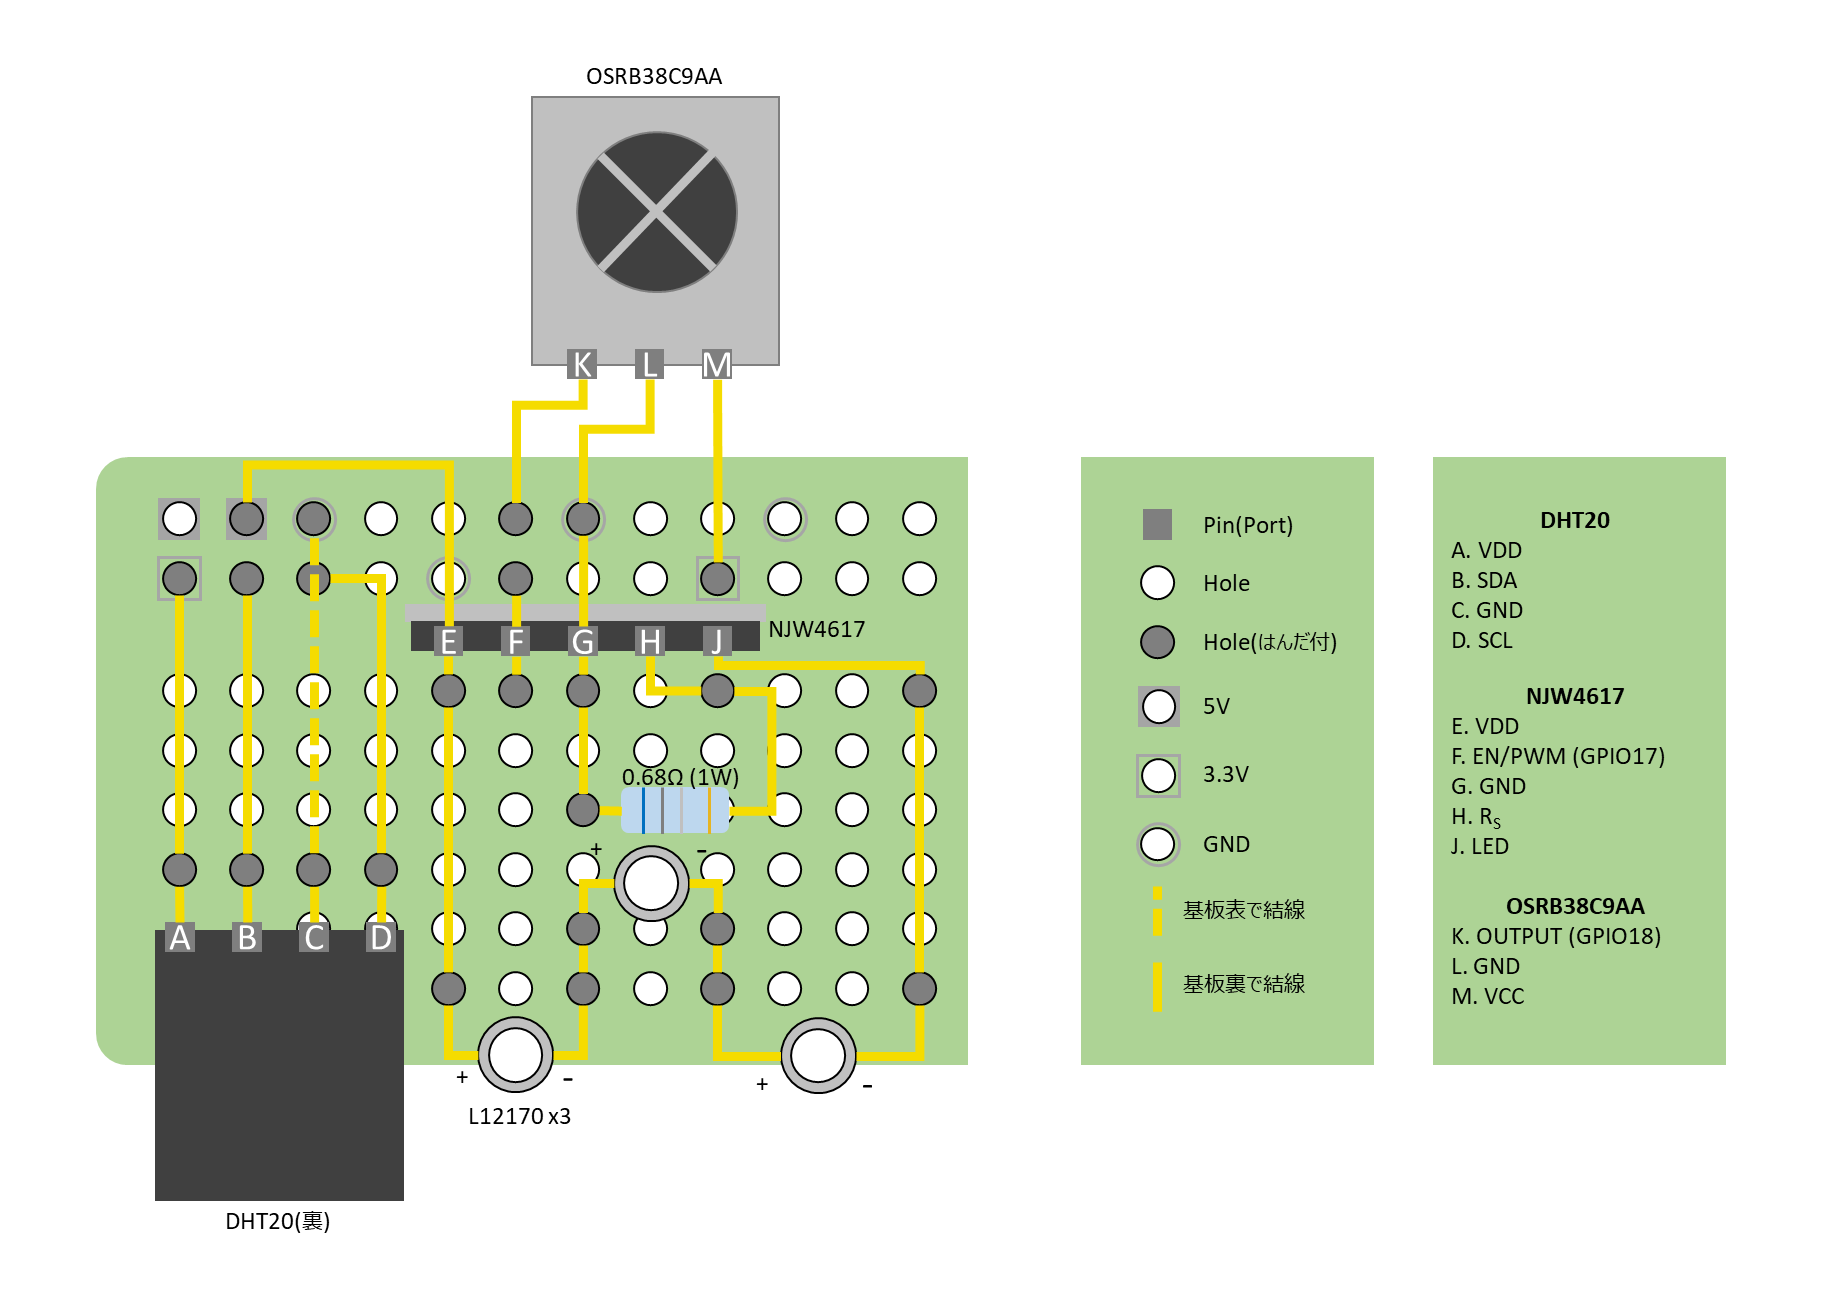 OSRB38C9AA
K L M
NJW4617
E F G H J
0.68Ω (1W)
+ -
A B C D
+ -
+ -
L12170 x3
DHT20(裏)
Pin(Port)
Hole
Hole(はんだ付)
5V
3.3V
GND
基板表で結線
基板裏で結線
DHT20
A. VDD
B. SDA
C. GND
D. SCL
NJW4617
E. VDD
F. EN/PWM (GPIO17)
G. GND
H. RS
J. LED
OSRB38C9AA
K. OUTPUT (GPIO18)
L. GND
M. VCC